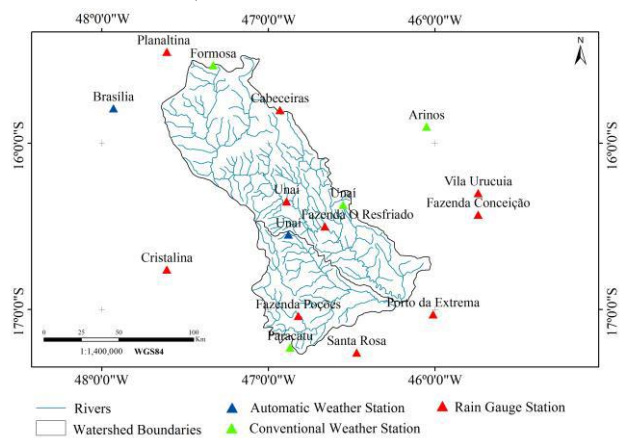 48°0'0"W 47°0'0"W 46°0'0"W
Planaltina
N
Formosa
Brasília
Cabeceiras
Arinos
16°0'0"S 16°0'0"S
Vila Urucuia
Unaí Unaí
Fazenda Conceição
Fazenda O Resfriado
Unaí
Cristalina
17°0'0"S 17°0'0"S
Fazenda Poções
Porto da Extrema
Paracatu
Santa Rosa
0 25 50 100
Km
1:1,400,000 WGS84
48°0'0"W 47°0'0"W 46°0'0"W
Rivers
Automatic Weather Station
Rain Gauge Station
Watershed Boundaries
Conventional Weather Station